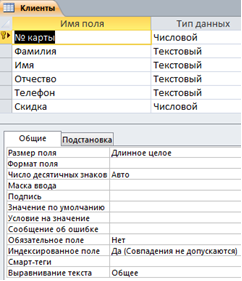 Клиенты
Имя поля Тип данных
№ карты Числовой
Фамилия Текстовый
Имя Текстовый
Отчество Текстовый
Телефон Текстовый
Скидка Числовой
Общие Подстановка
Размер поля Длинное целое
Формат поля
Число десятичных знаков Авто
Маска ввода
Подпись
Значение по умолчанию
Условие на значение
Сообщение об ошибке
Обязательное поле Нет
Индексированное поле Да (Совпадения не допускаются)
Смарт-теги
Выравнивание текста Общее